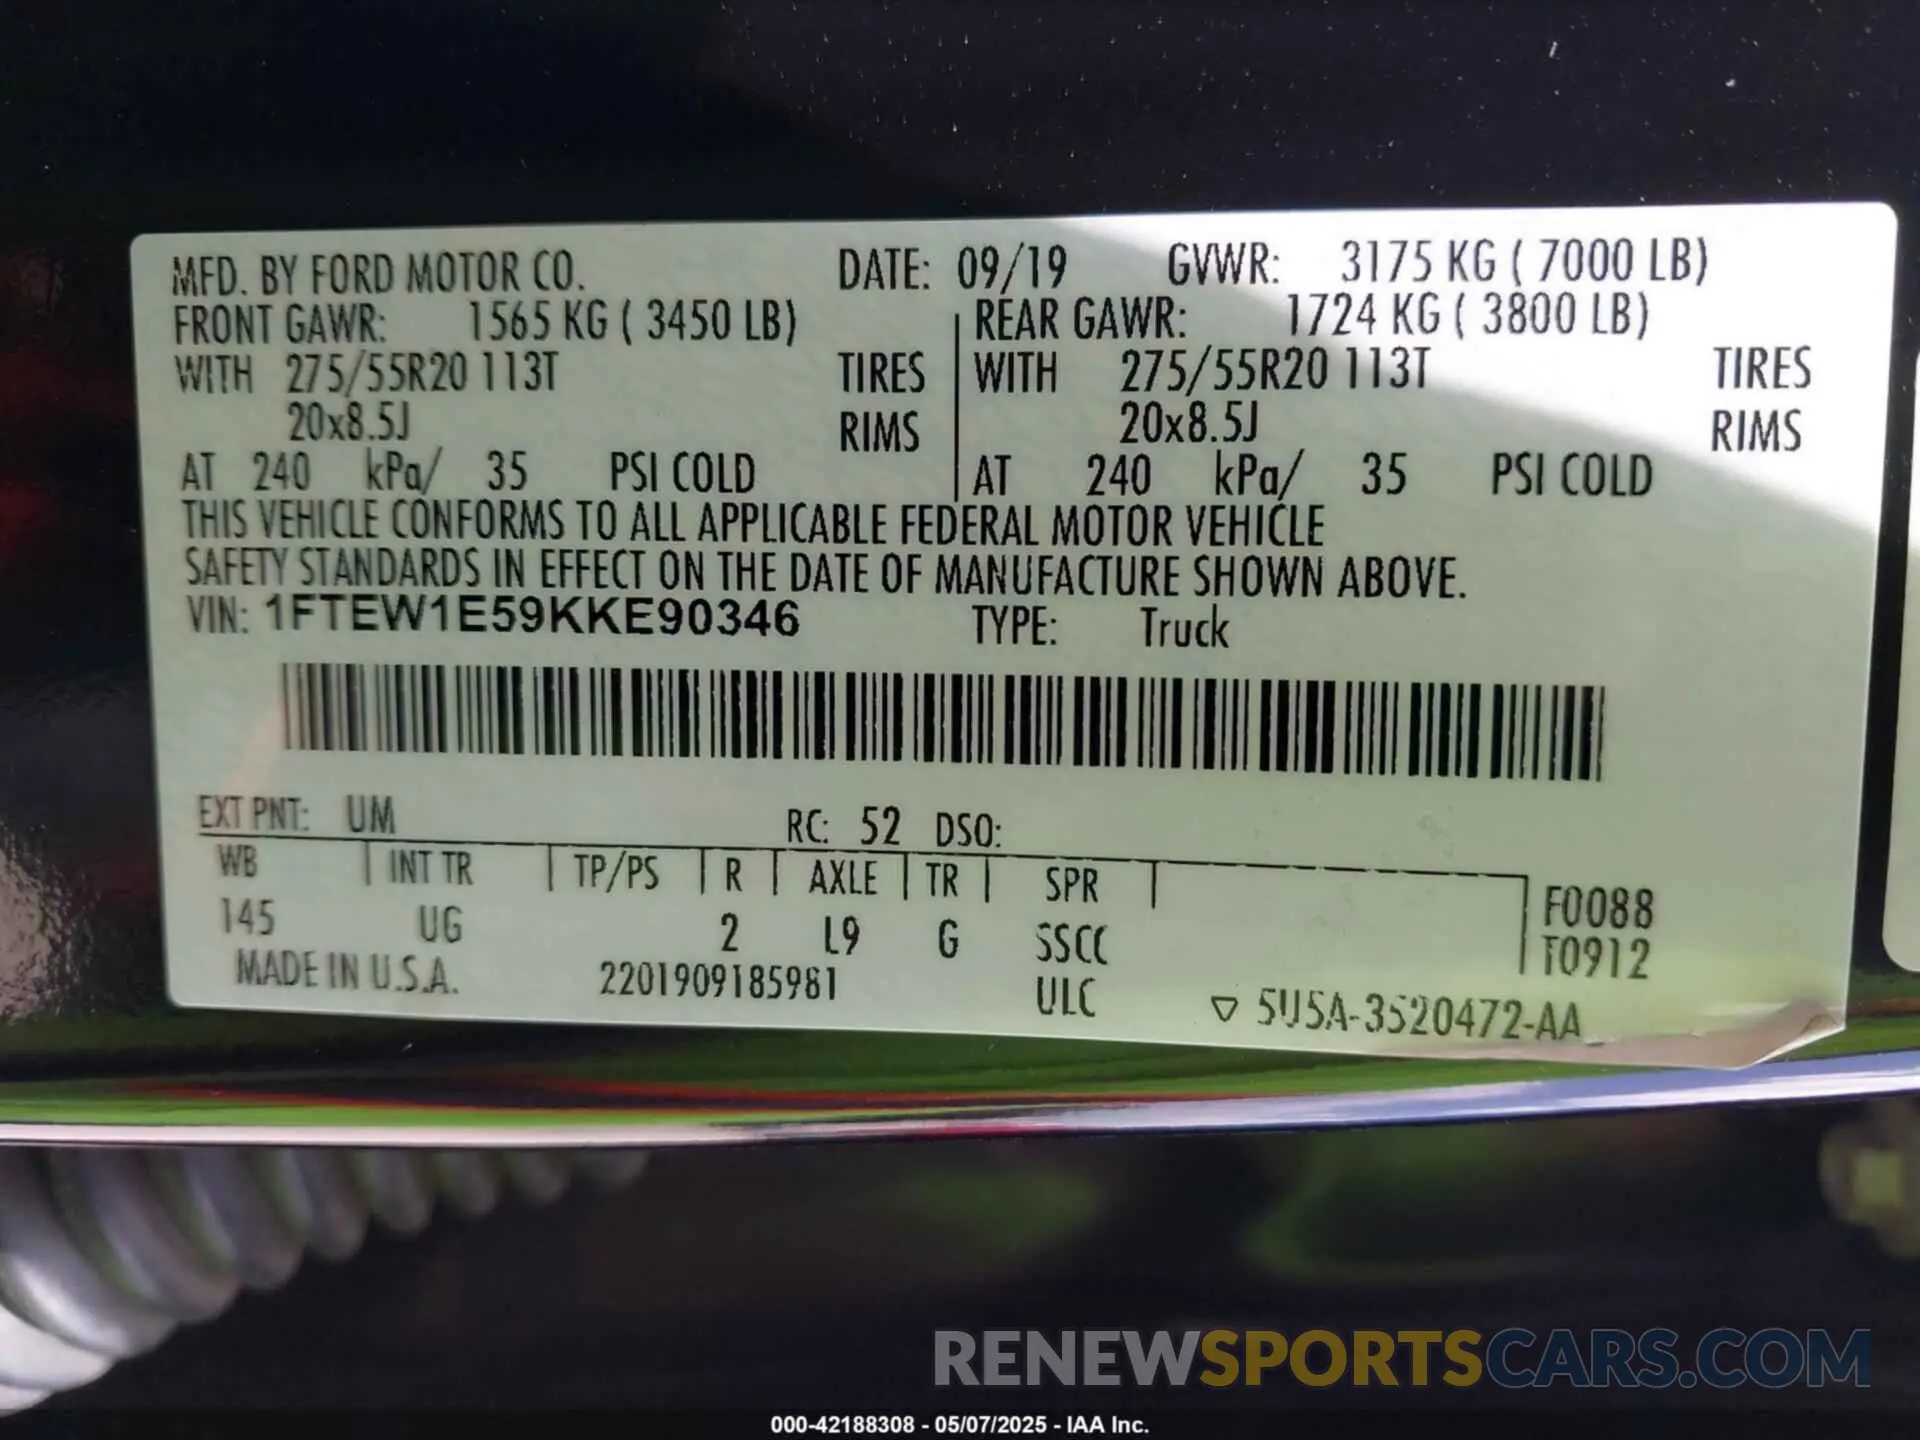 MFD. BY FORD MOTOR CO. DATE: 09/19 GVWR: 3175 KG ( 7000 LB)
FRONT GAWR: 1565 KG ( 3450 LB) REAR GAWR: 1724 KG ( 3800 LB)
WITH 275/55R20 113T TIRES WITH 275/55R20 113T TIRES
20x8.5J RIMS 20x8.5J RIMS
AT 240 kPa/ 35 PSI COLD AT 240 kPa/ 35 PSI COLD
THIS VEHICLE CONFORMS TO ALL APPLICABLE FEDERAL MOTOR VEHICLE
SAFETY STANDARDS IN EFFECT ON THE DATE OF MANUFACTURE SHOWN ABOVE.
VIN: 1FTEW1E59KKE90346 TYPE: Truck
EXT PNT: UM RC: 52 DSO:
WB INT TR TP/PS R AXLE TR SPR F0088
145 UG 2 L9 G SSCC T0912
MADE IN U.S.A. 2201909185981 ULC ▽ 5U5A-3520472-AA
RENEWSPORTSCARS.COM
000-42188308 - 05/07/2025 - IAA Inc.